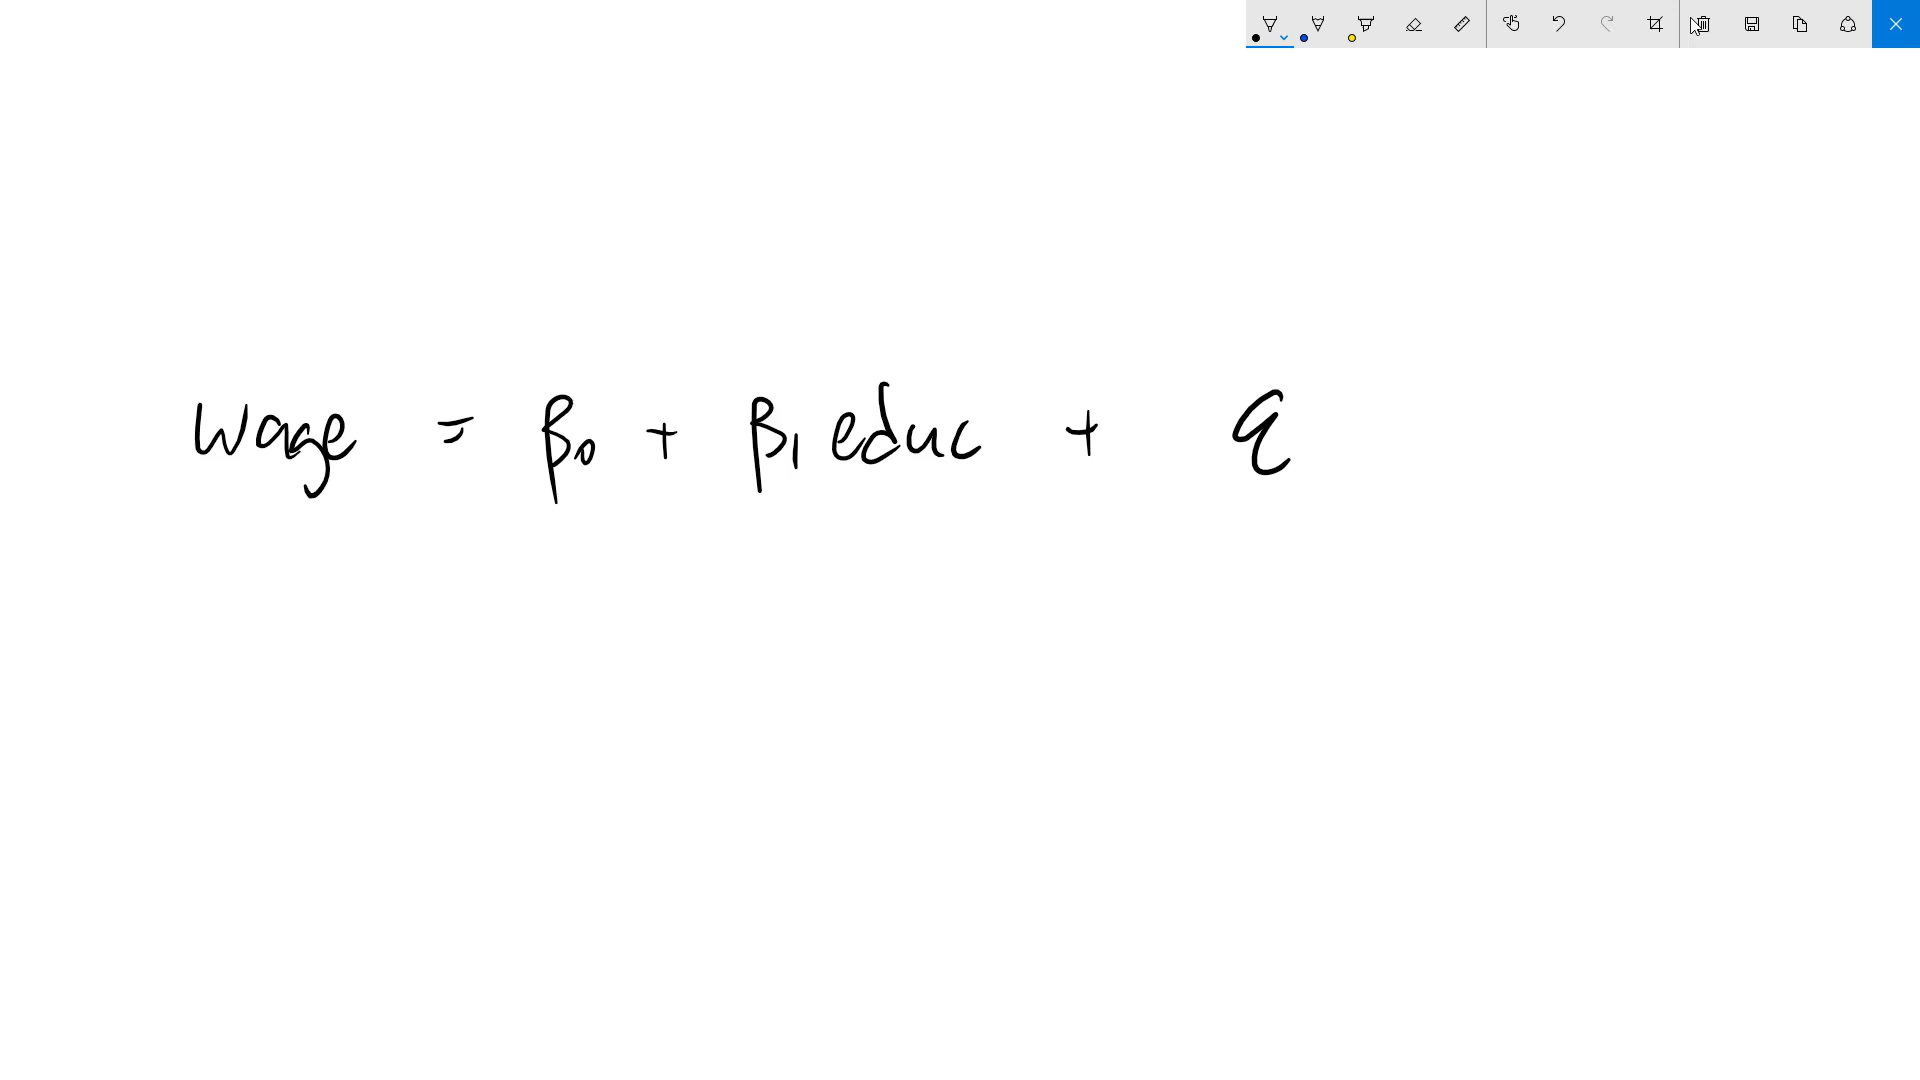 wage = β₀ + β₁ educ + q